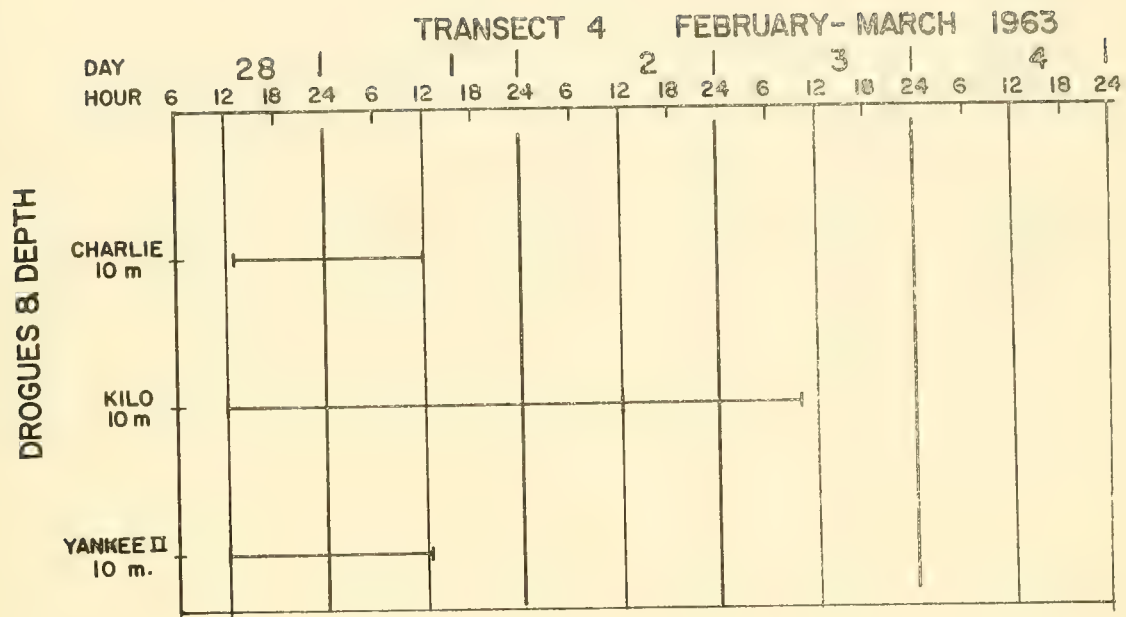 TRANSECT 4 FEBRUARY-MARCH 1963
DAY 28 | 1 | 2 | 3 | 4 |
HOUR 6 12 18 24 6 12 18 24 6 12 18 24 6 12 18 24 6 12 18 24
DROGUES & DEPTH
CHARLIE
10 m
KILO
10 m
YANKEE II
10 m.